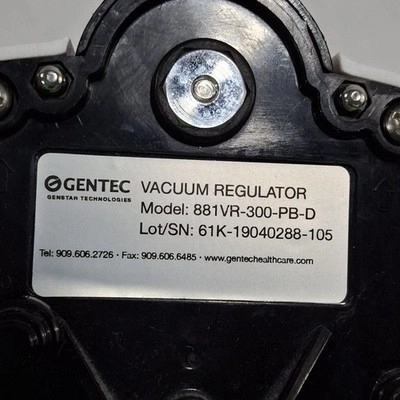 GENTEC
GENSTAR TECHNOLOGIES
VACUUM REGULATOR
Model: 881VR-300-PB-D
Lot/SN: 61K-19040288-105
Tel: 909.606.2726 · Fax: 909.606.6485 · www.gentechealthcare.com